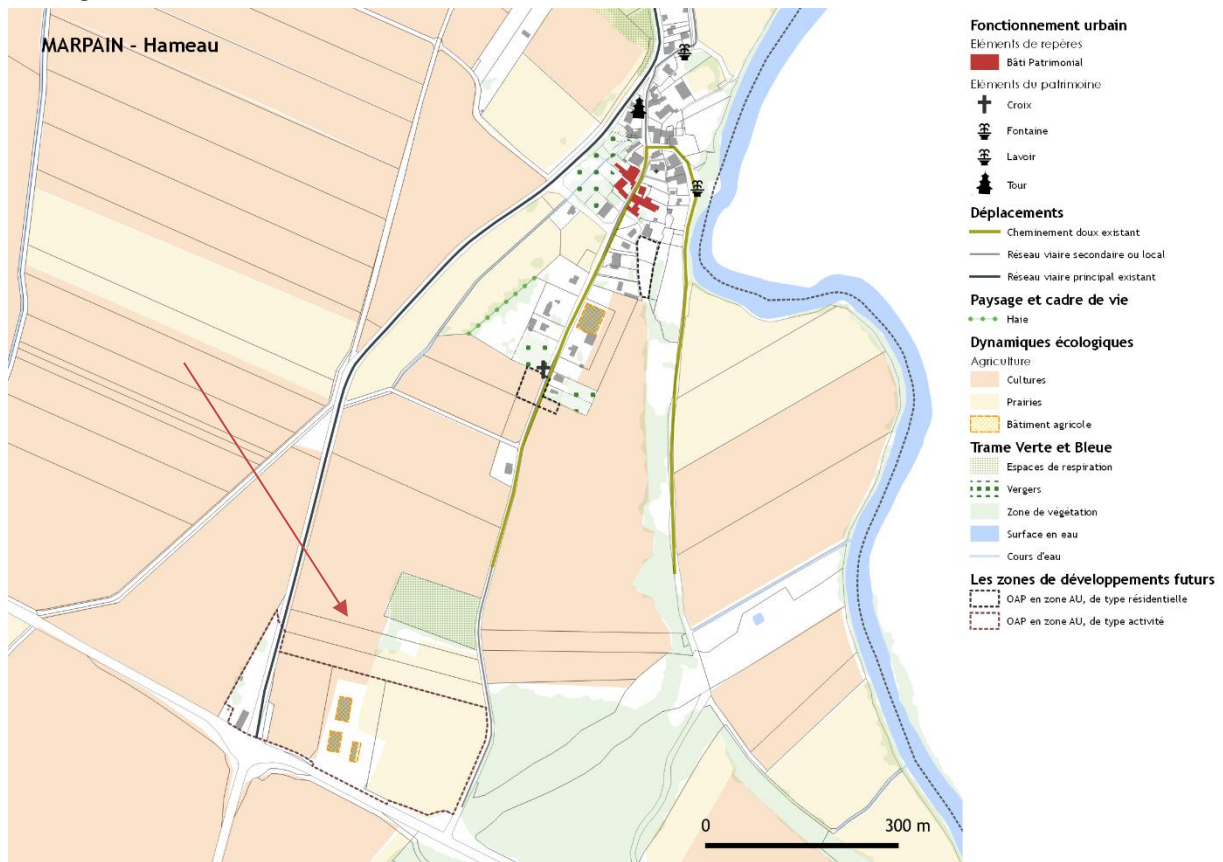 MARPAIN - Hameau
0
300 m
Fonctionnement urbain
Eléments de repères
Bâti Patrimonial
Eléments du patrimoine
Croix
Fontaine
Lavoir
Tour
Déplacements
Cheminement doux existant
Réseau viaire secondaire ou local
Réseau viaire principal existant
Paysage et cadre de vie
Haie
Dynamiques écologiques
Agriculture
Cultures
Prairies
Bâtiment agricole
Trame Verte et Bleue
Espaces de respiration
Vergers
Zone de végétation
Surface en eau
Cours d'eau
Les zones de développements futurs
OAP en zone AU, de type résidentielle
OAP en zone AU, de type activité